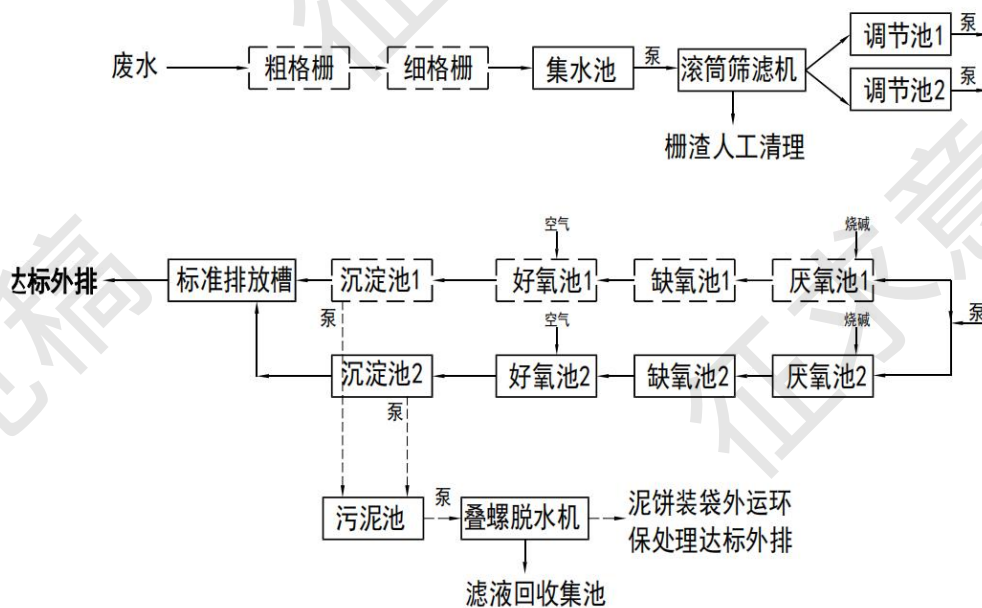 废水
粗格栅
细格栅
集水池
泵
滚筒筛滤机
调节池1
泵
调节池2
泵
栅渣人工清理
空气
烧碱
达标外排
标准排放槽
沉淀池1
好氧池1
缺氧池1
厌氧池1
泵
泵
空气
烧碱
沉淀池2
好氧池2
缺氧池2
厌氧池2
泵
污泥池
泵
叠螺脱水机
泥饼装袋外运环
保处理达标外排
滤液回收集池
征求意
稿
征